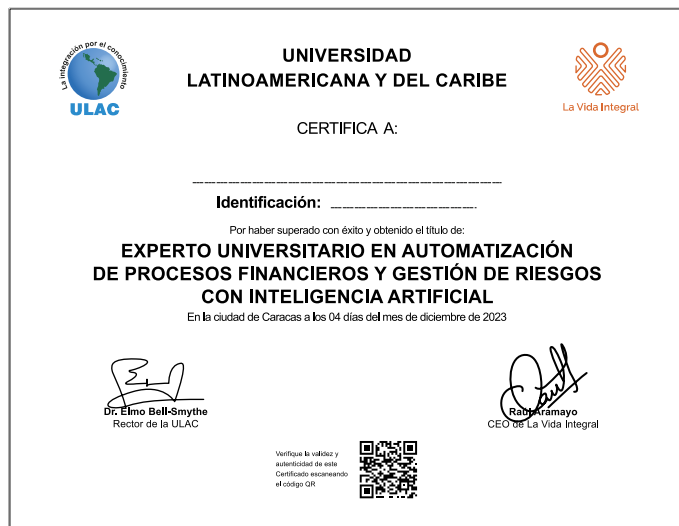 La integración por el conocimiento
ULAC
UNIVERSIDAD
LATINOAMERICANA Y DEL CARIBE
La Vida Integral
CERTIFICA A:
Identificación:
Por haber superado con éxito y obtenido el título de:
EXPERTO UNIVERSITARIO EN AUTOMATIZACIÓN
DE PROCESOS FINANCIEROS Y GESTIÓN DE RIESGOS
CON INTELIGENCIA ARTIFICIAL
En la ciudad de Caracas a los 04 días del mes de diciembre de 2023
Dr. Elmo Bell-Smythe
Rector de la ULAC
Raúl Aramayo
CEO de La Vida Integral
Verifique la validez y
autenticidad de este
Certificado escaneando
el código QR